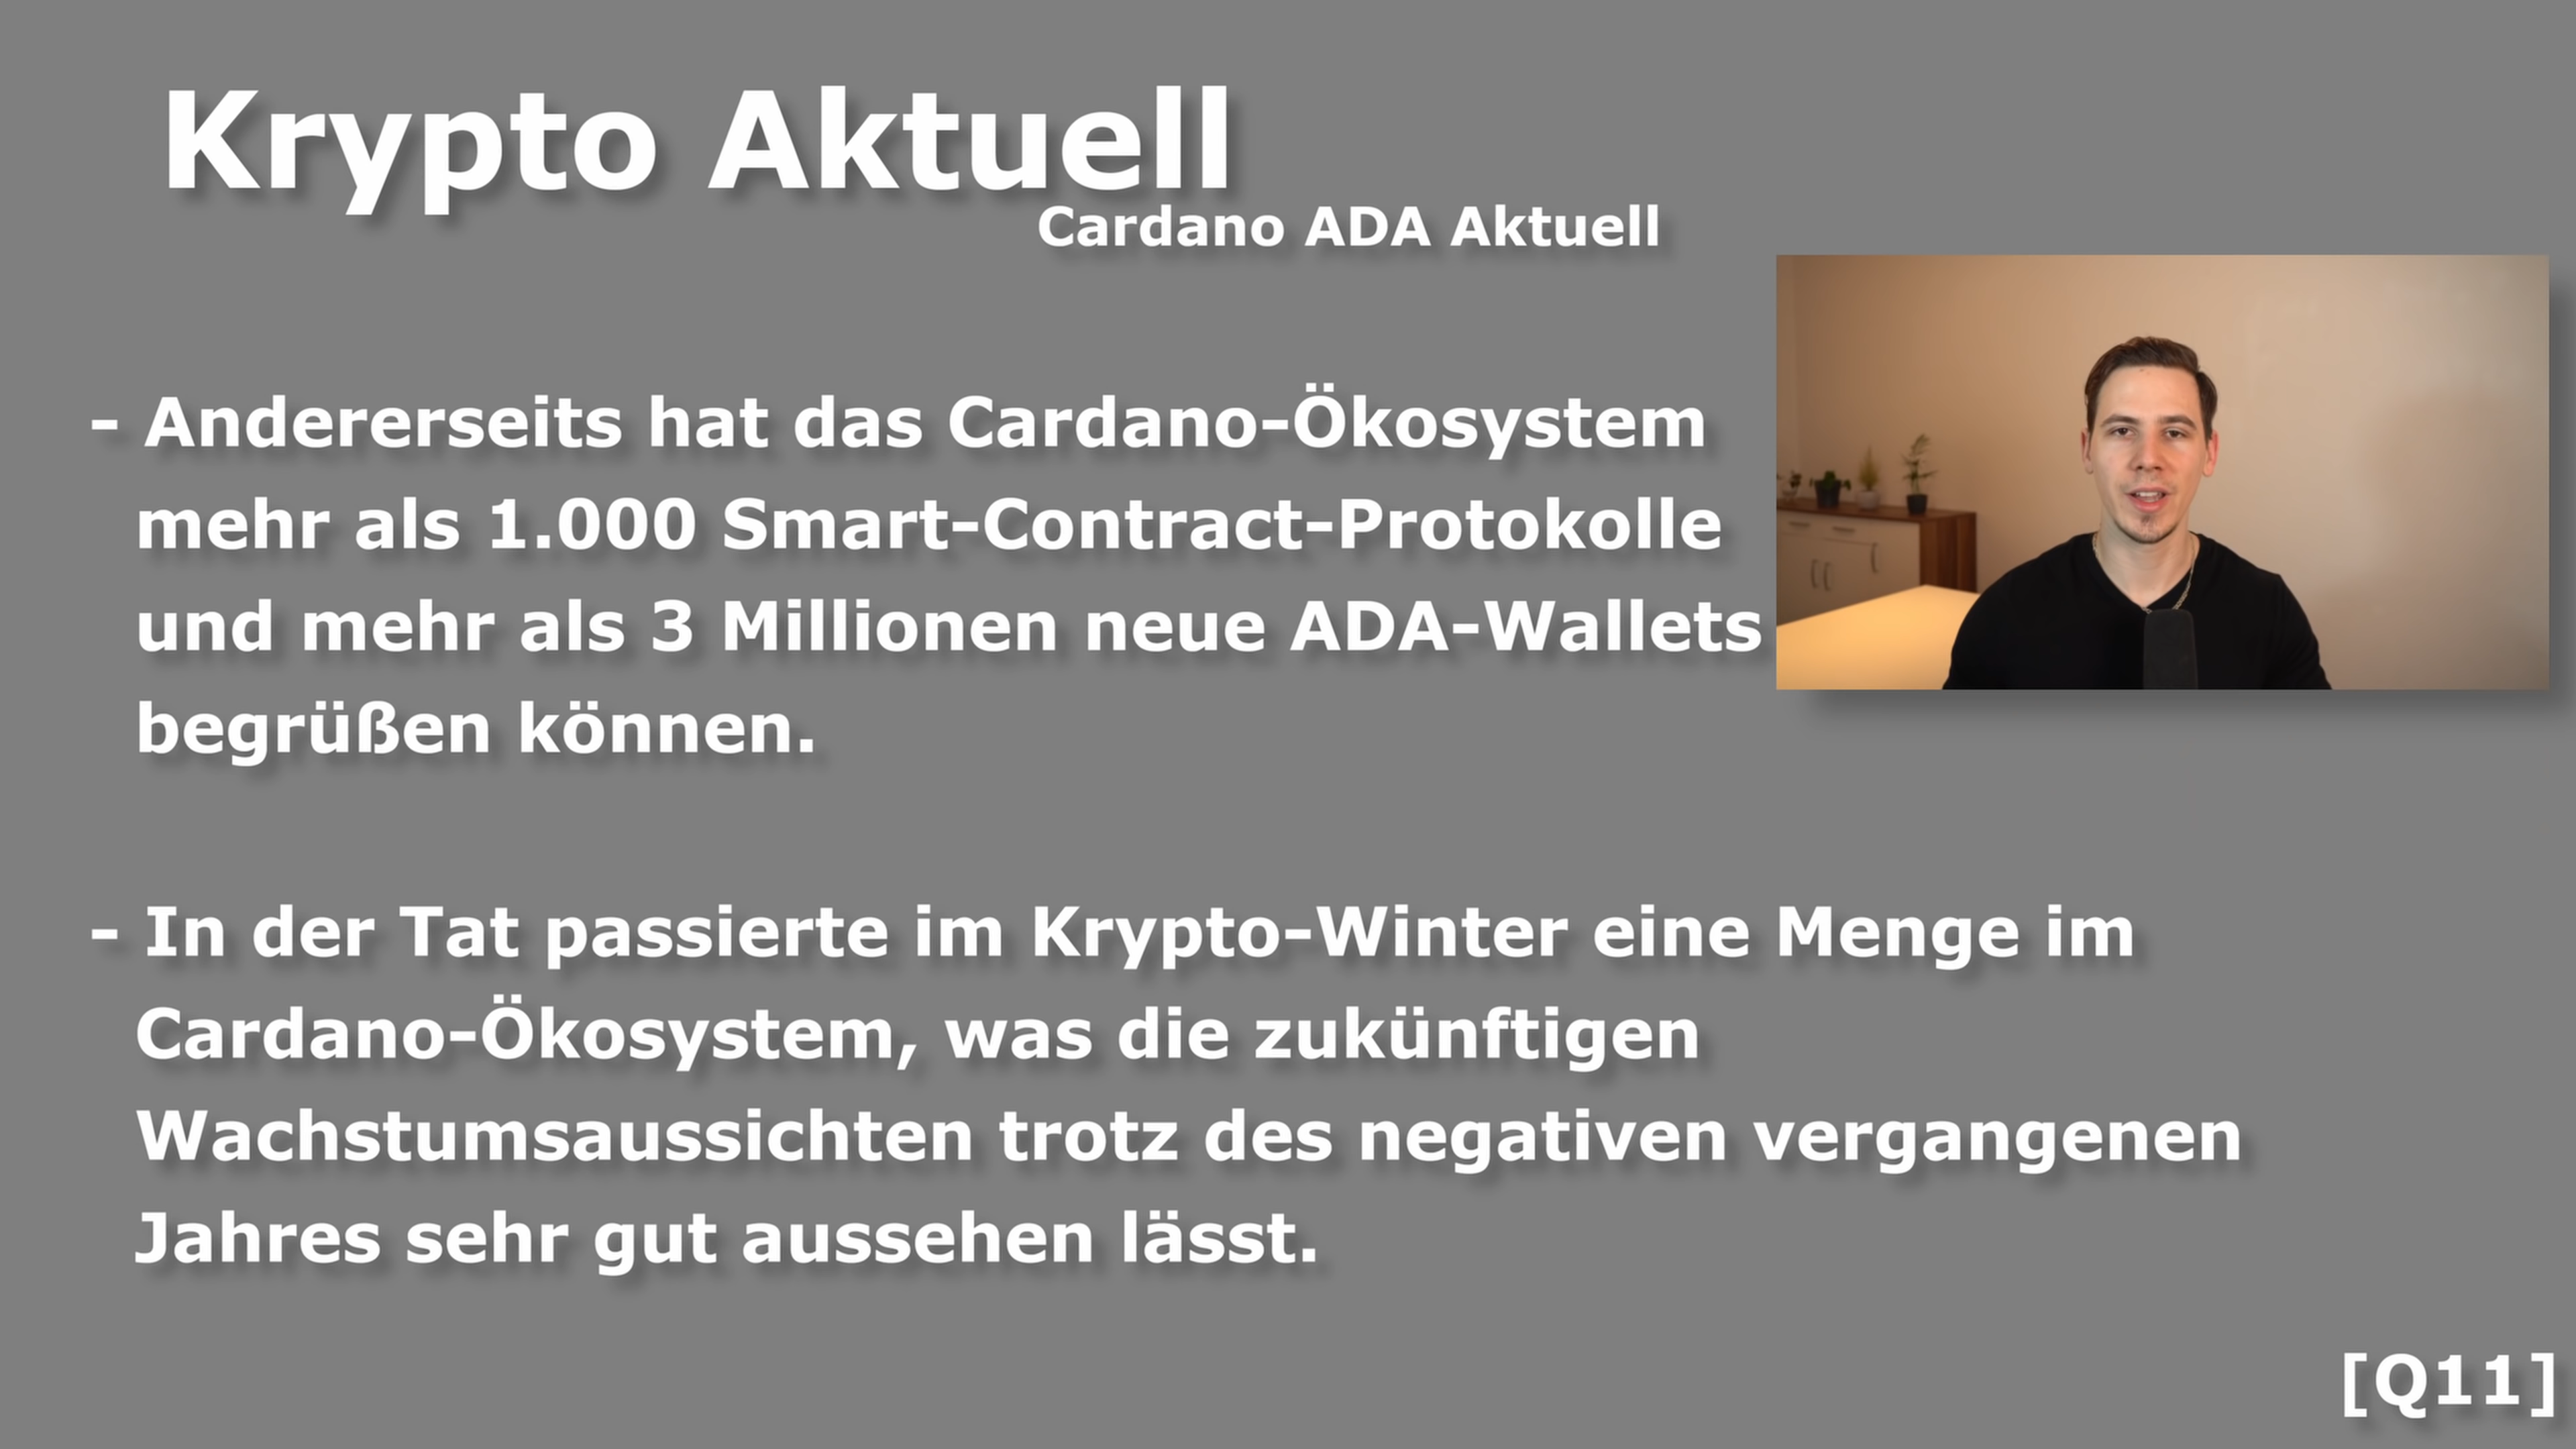 Krypto Aktuell
Cardano ADA Aktuell
- Andererseits hat das Cardano-Ökosystem
mehr als 1.000 Smart-Contract-Protokolle
und mehr als 3 Millionen neue ADA-Wallets
begrüßen können.
- In der Tat passierte im Krypto-Winter eine Menge im
Cardano-Ökosystem, was die zukünftigen
Wachstumsaussichten trotz des negativen vergangenen
Jahres sehr gut aussehen lässt.
[Q11]